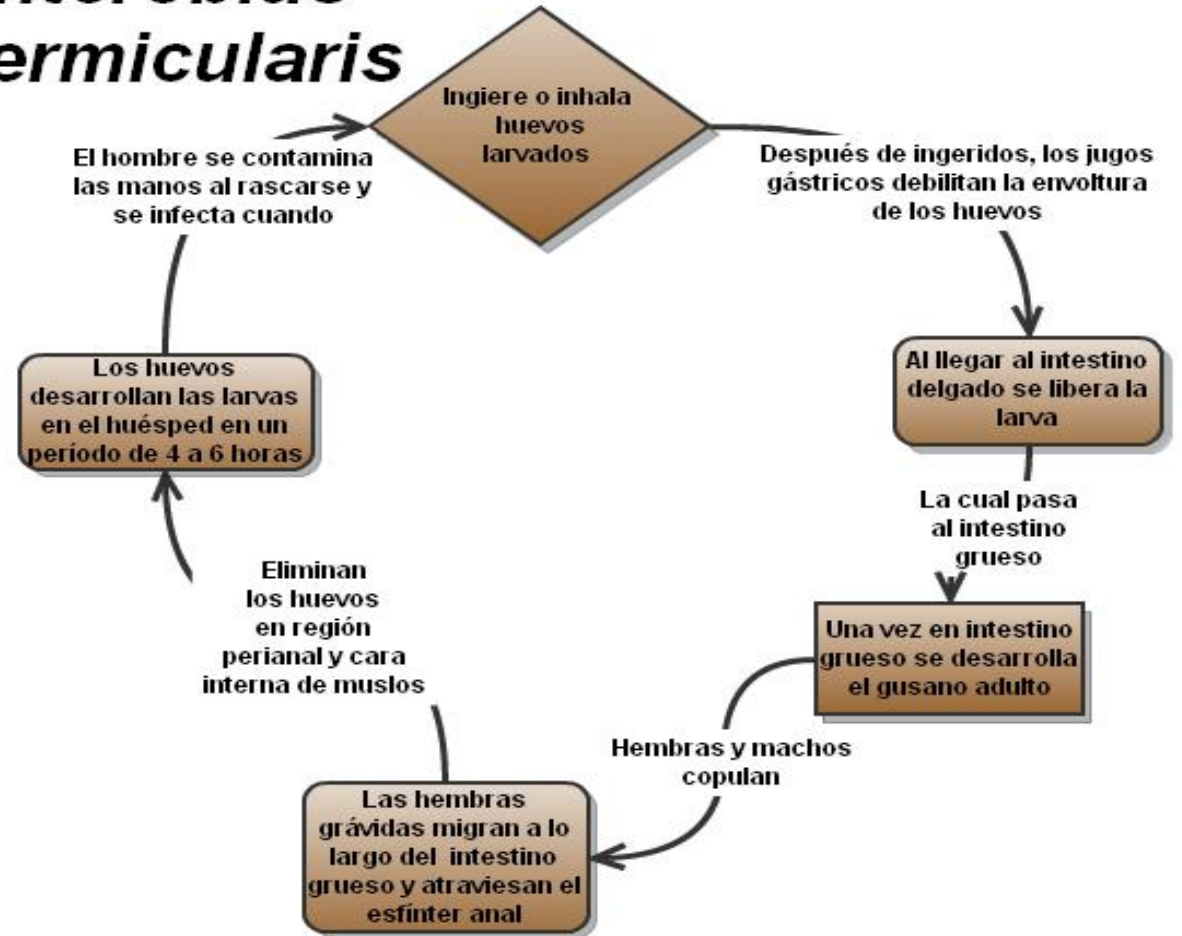 nterobius
ermicularis
Ingiere o inhala
huevos
larvados
Después de ingeridos, los jugos
gástricos debilitan la envoltura
de los huevos
Al llegar al intestino
delgado se libera la
larva
La cual pasa
al intestino
grueso
Una vez en intestino
grueso se desarrolla
el gusano adulto
Hembras y machos
copulan
Las hembras
grávidas migran a lo
largo del intestino
grueso y atraviesan el
esfínter anal
Eliminan
los huevos
en región
perianal y cara
interna de muslos
Los huevos
desarrollan las larvas
en el huésped en un
período de 4 a 6 horas
El hombre se contamina
las manos al rascarse y
se infecta cuando